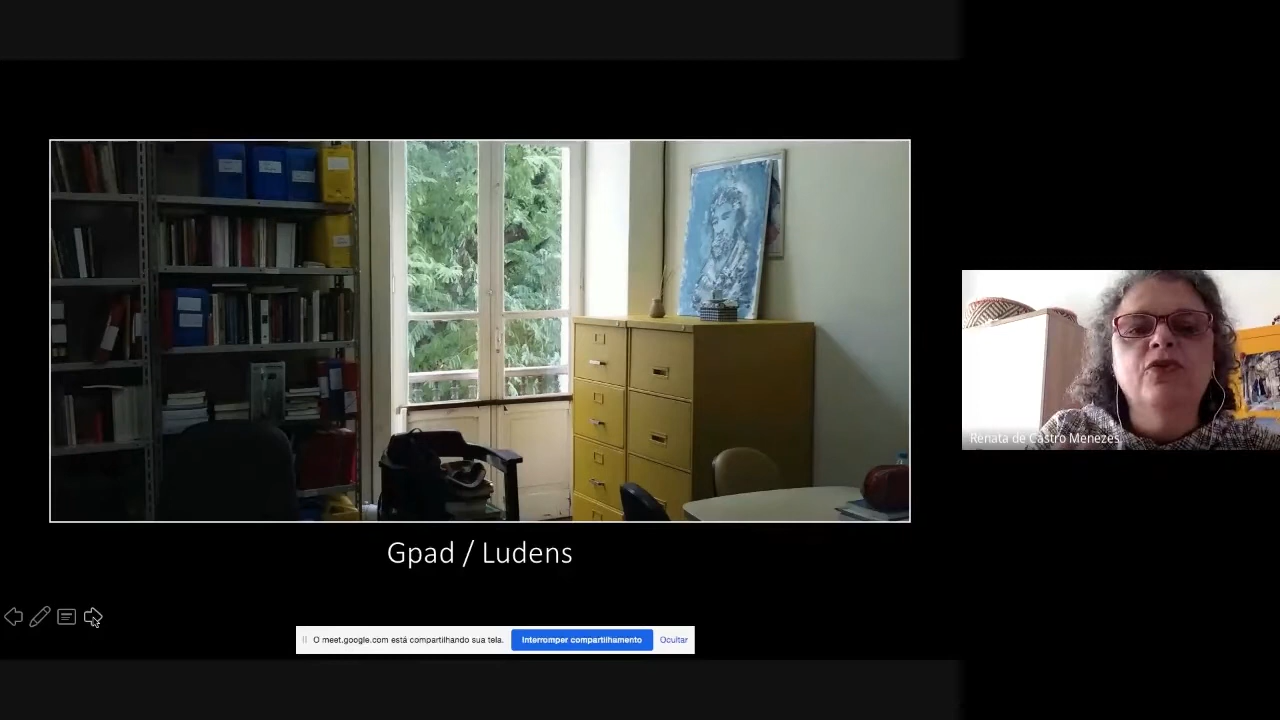 Renata de Castro Menezes
Gpad / Ludens
O meet.google.com está compartilhando sua tela. Interromper compartilhamento Ocultar